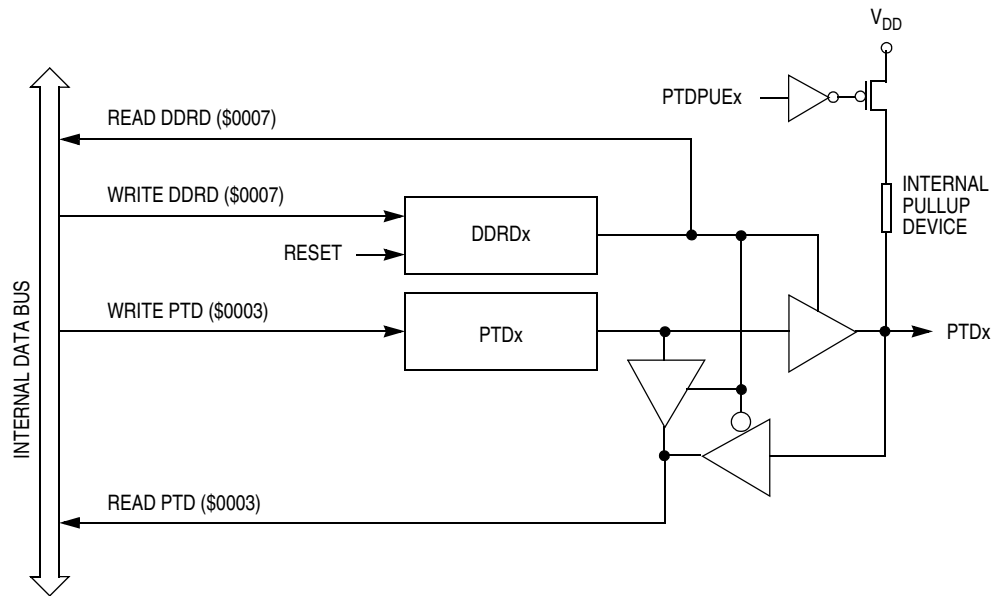 VDD
PTDPUEx
READ DDRD ($0007)
WRITE DDRD ($0007)
INTERNAL
PULLUP
DEVICE
DDRDx
RESET
WRITE PTD ($0003)
PTDx
PTDx
INTERNAL DATA BUS
READ PTD ($0003)